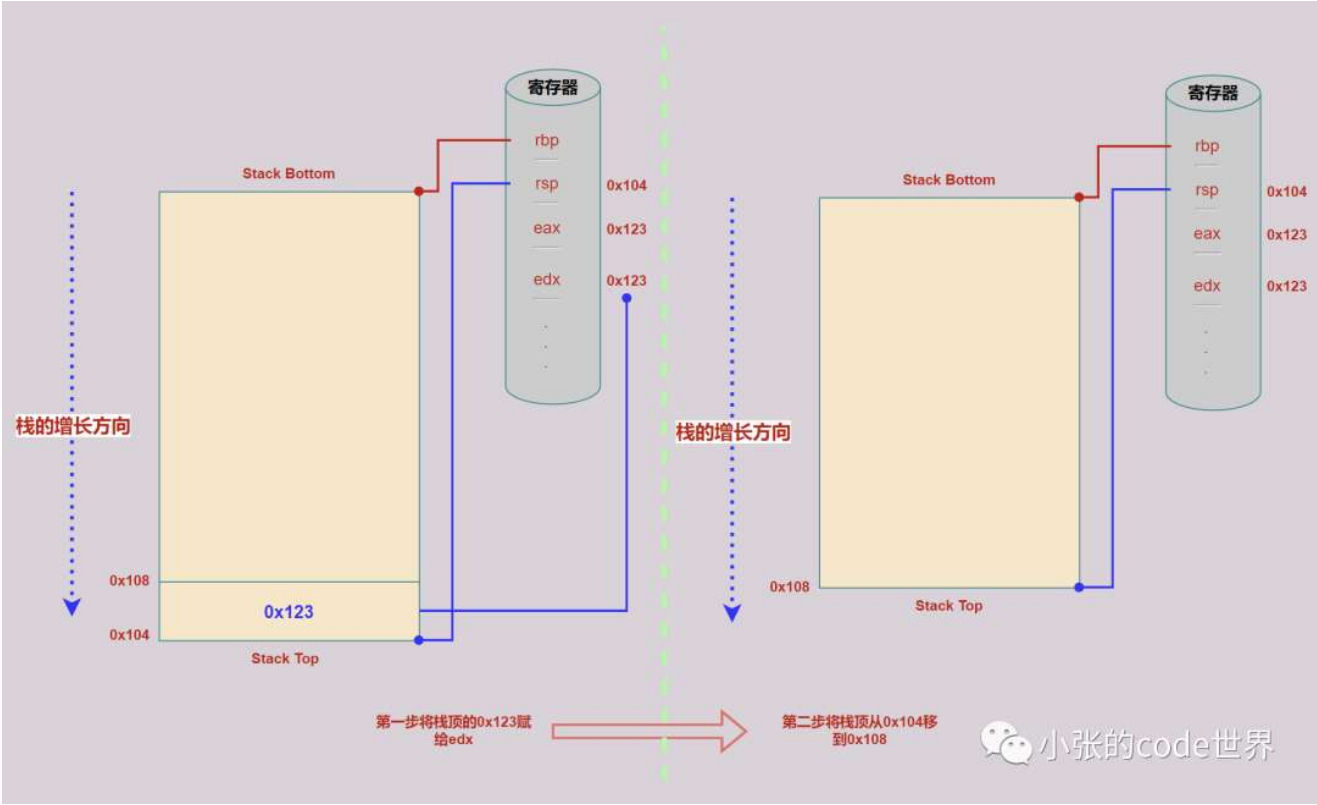 寄存器
rbp
Stack Bottom
rsp
0x104
eax
0x123
edx
0x123
栈的增长方向
0x108
0x123
0x104
Stack Top
第一步将栈顶的0x123赋
给edx
寄存器
rbp
Stack Bottom
rsp
0x104
eax
0x123
edx
0x123
栈的增长方向
0x108
Stack Top
第二步将栈顶从0x104移
到0x108
小张的code世界